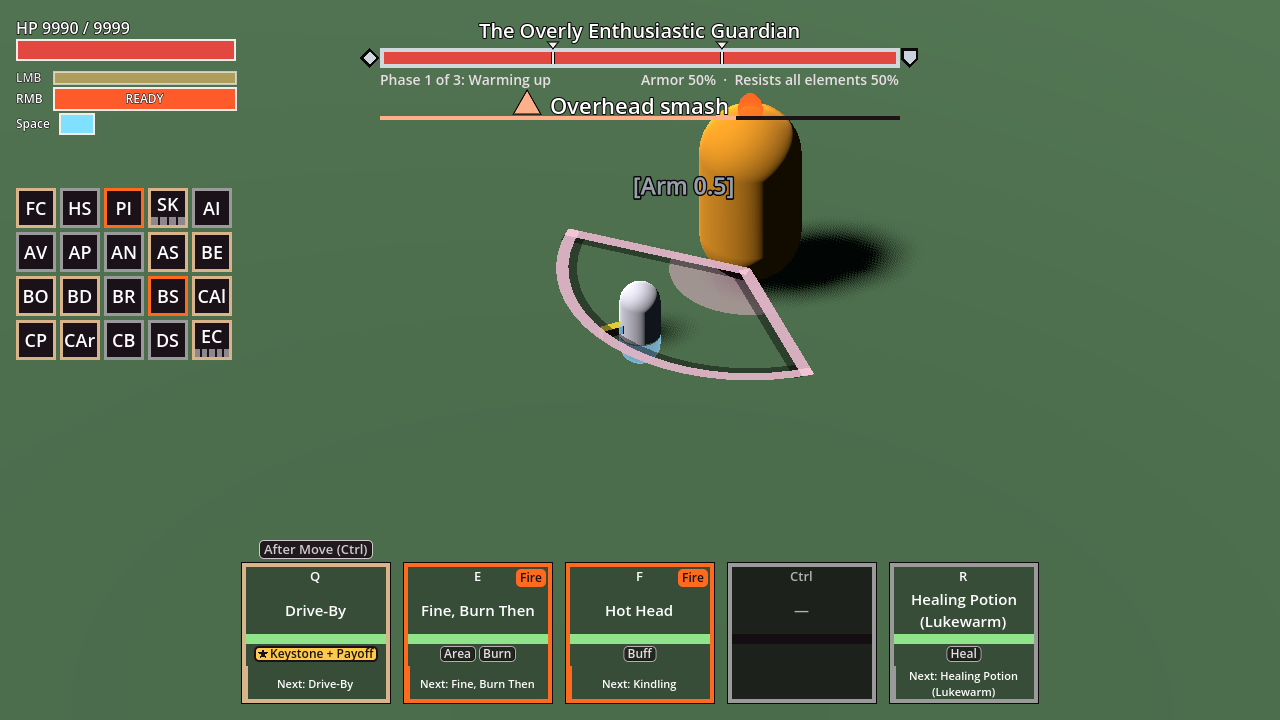 HP 9990 / 9999
LMB
RMB READY
Space
The Overly Enthusiastic Guardian
Phase 1 of 3: Warming up
Armor 50% · Resists all elements 50%
Overhead smash
[Arm 0.5]
FC HS PI SK AI
AV AP AN AS BE
BO BD BR BS CAl
CP CAr CB DS EC
After Move (Ctrl)
Q
Drive-By
Keystone + Payoff
Next: Drive-By
E Fire
Fine, Burn Then
Area Burn
Next: Fine, Burn Then
F Fire
Hot Head
Buff
Next: Kindling
Ctrl
—
R
Healing Potion
(Lukewarm)
Heal
Next: Healing Potion
(Lukewarm)